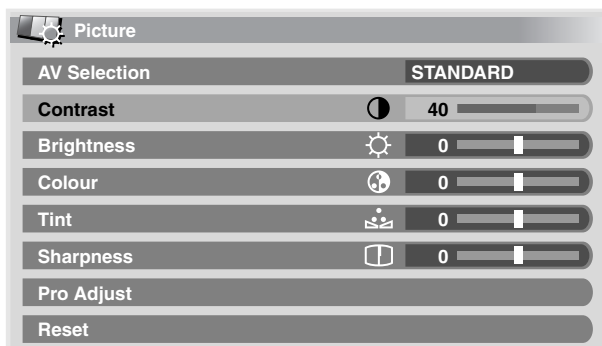 Picture
AV Selection STANDARD
Contrast 40
Brightness 0
Colour 0
Tint 0
Sharpness 0
Pro Adjust
Reset